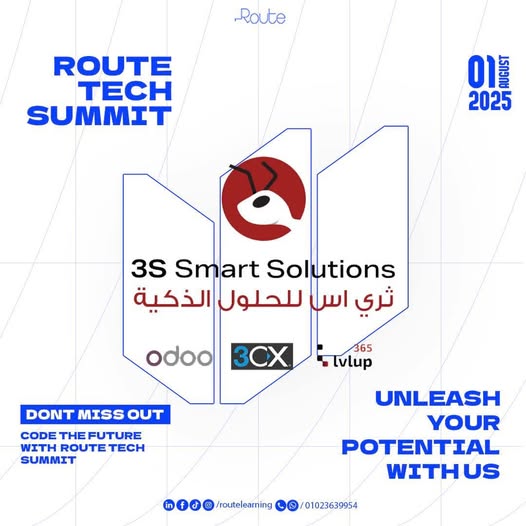 Route
ROUTE
TECH
SUMMIT
01
AUGUST
2025
3S Smart Solutions
ثري اس للحلول الذكية
odoo
3CX
365
lvlup
DONT MISS OUT
CODE THE FUTURE
WITH ROUTE TECH
SUMMIT
UNLEASH
YOUR
POTENTIAL
WITH US
/routelearning / 01023639954